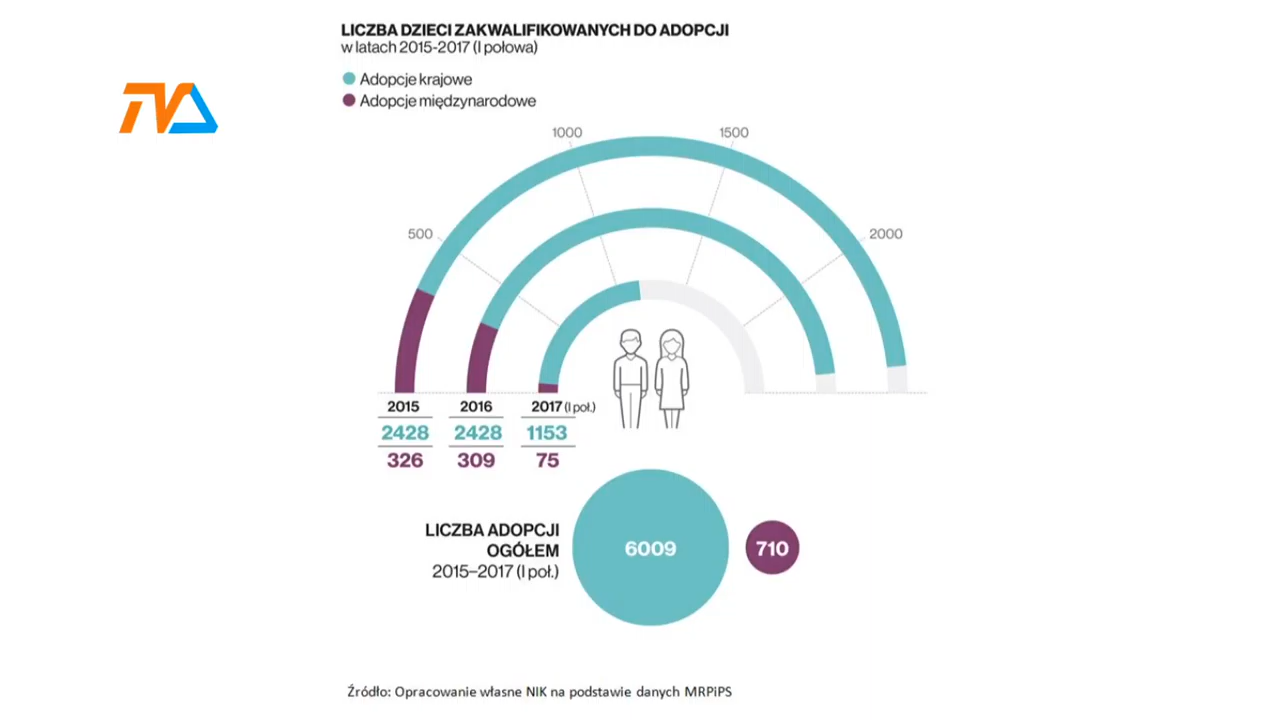 LICZBA DZIECI ZAKWALIFIKOWANYCH DO ADOPCJI
w latach 2015-2017 (I połowa)
Adopcje krajowe
Adopcje międzynarodowe
TVA
1000 1500
500 2000
2015 2016 2017 (I poł.)
2428 2428 1153
326 309 75
LICZBA ADOPCJI
OGÓŁEM
2015–2017 (I poł.)
6009 710
Źródło: Opracowanie własne NIK na podstawie danych MRPiPS